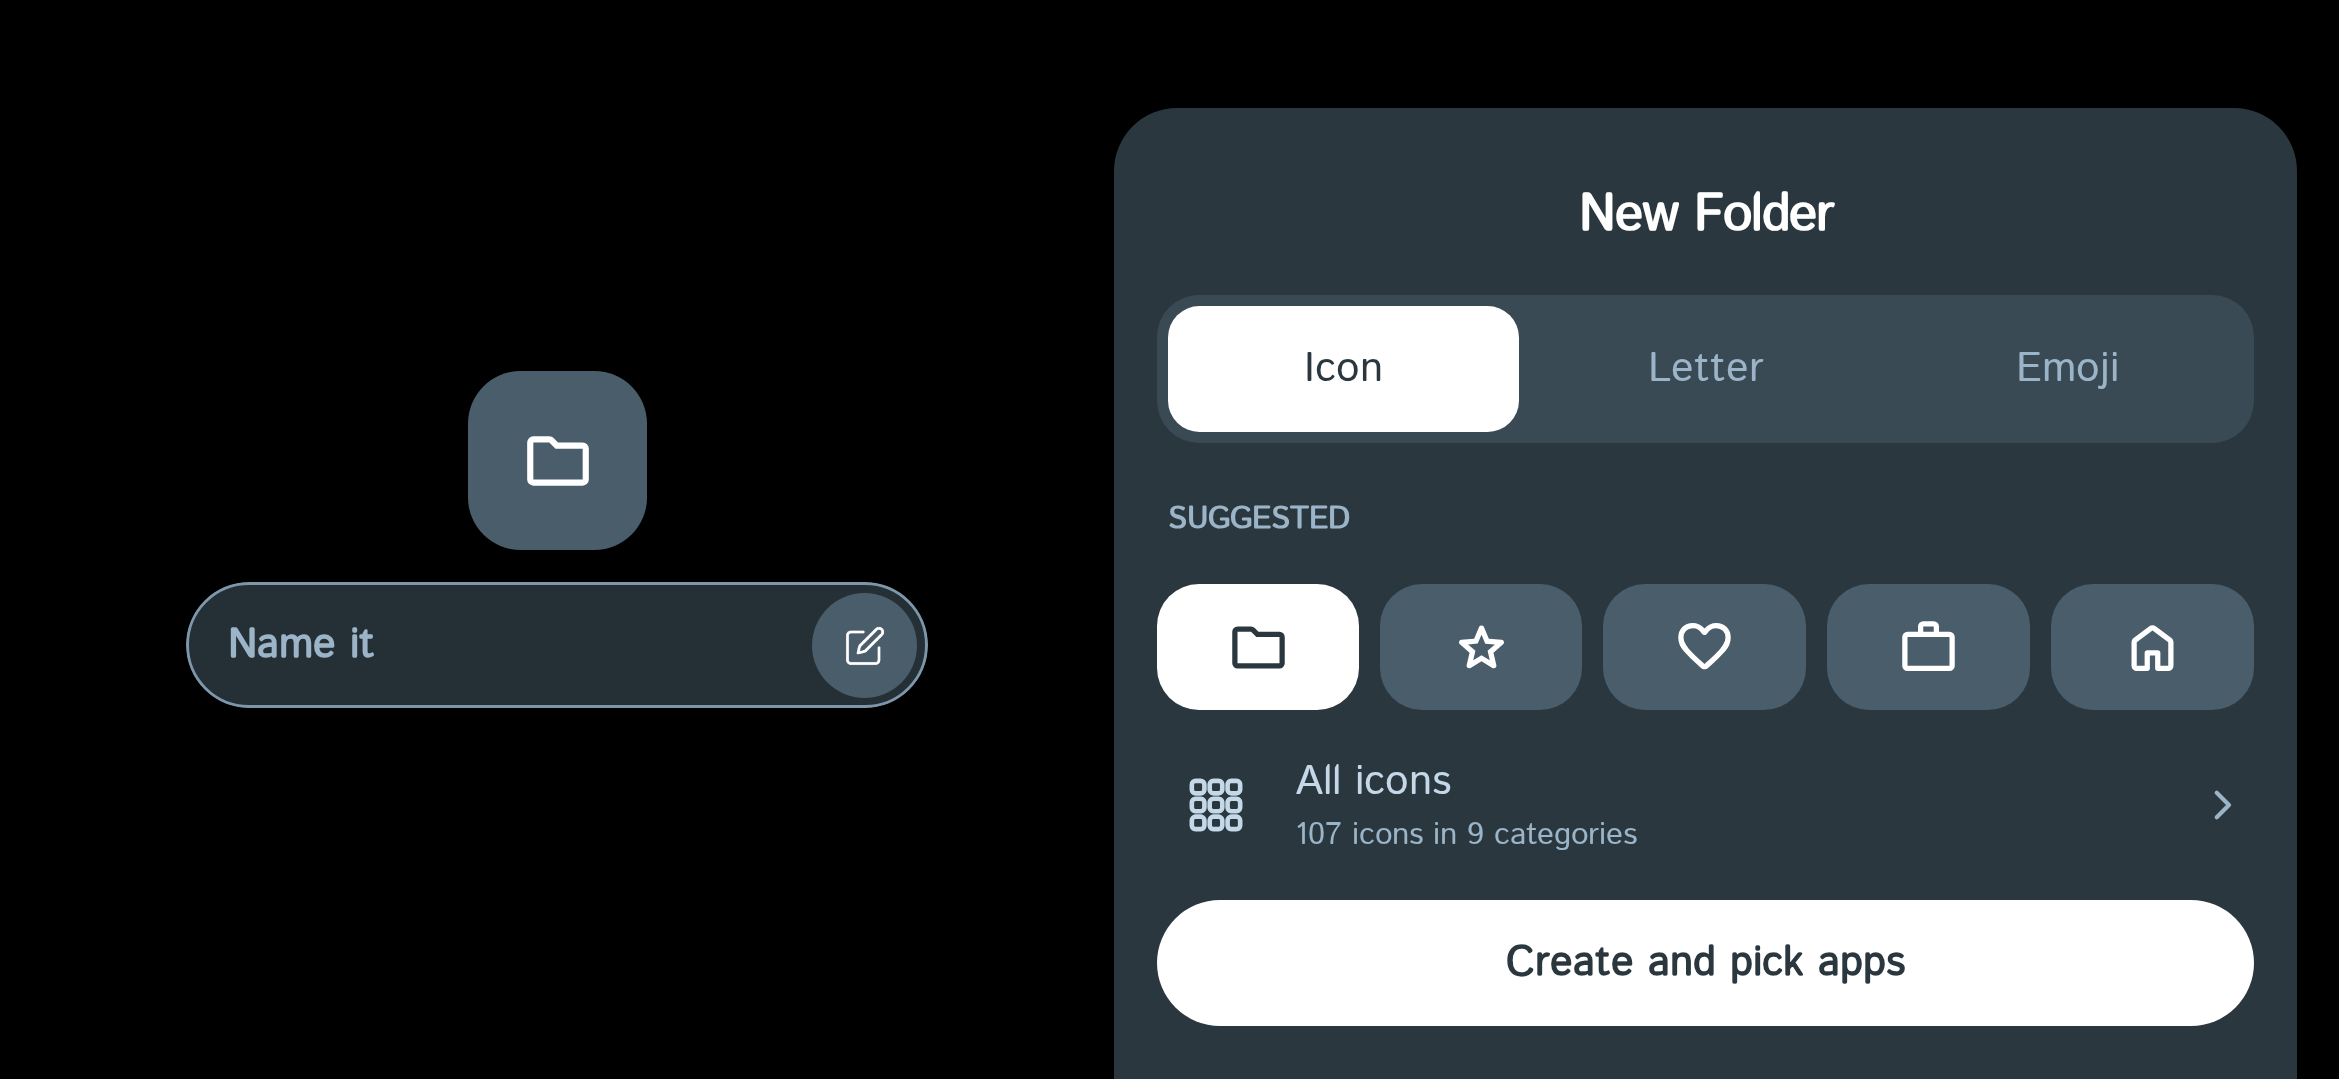 Name it
New Folder
Icon
Letter
Emoji
SUGGESTED
All icons
107 icons in 9 categories
Create and pick apps